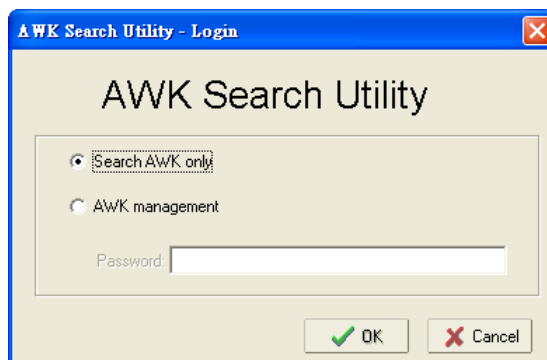 AWK Search Utility - Login
AWK Search Utility
Search AWK only
AWK management
Password:
OK
Cancel